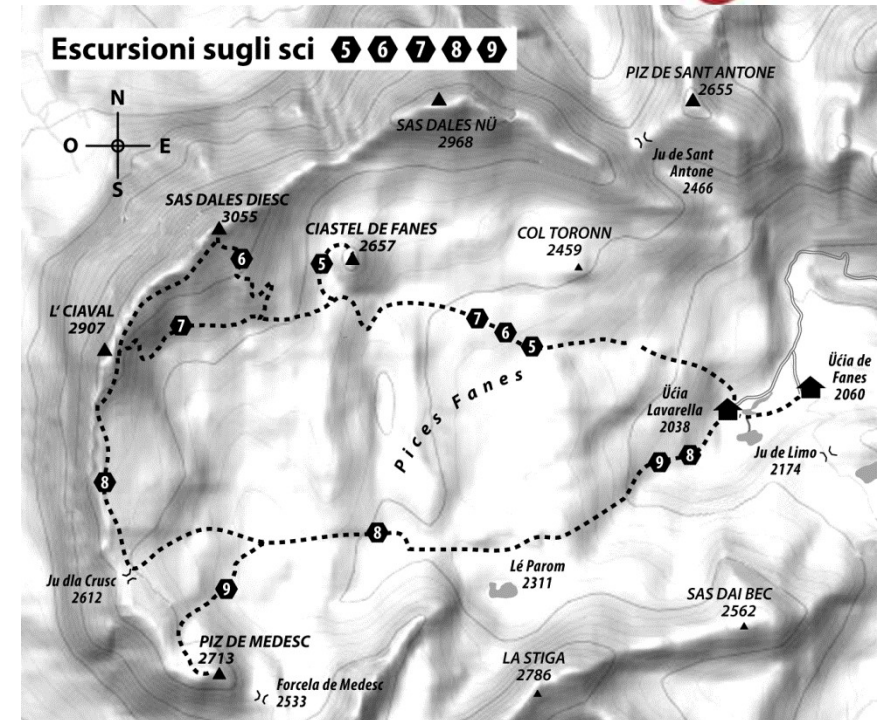 Escursioni sugli sci 5 6 7 8 9
N
O E
S
PIZ DE SANT ANTONE
2655
SAS DALES NÜ
2968
Ju de Sant
Antone
2466
SAS DALES DIESC
3055
CIASTEL DE FANES
2657
COL TORONN
2459
6
5
L' CIAVAL
2907
7
7
6
5
Üćia de
Fanes
2060
Üćia
Lavarella
2038
Pices Fanes
Ju de Limo
2174
9
8
8
8
Ju dla Crusc
2612
9
Lé Parom
2311
SAS DAI BEC
2562
PIZ DE MEDESC
2713
LA STIGA
2786
Forcela de Medesc
2533